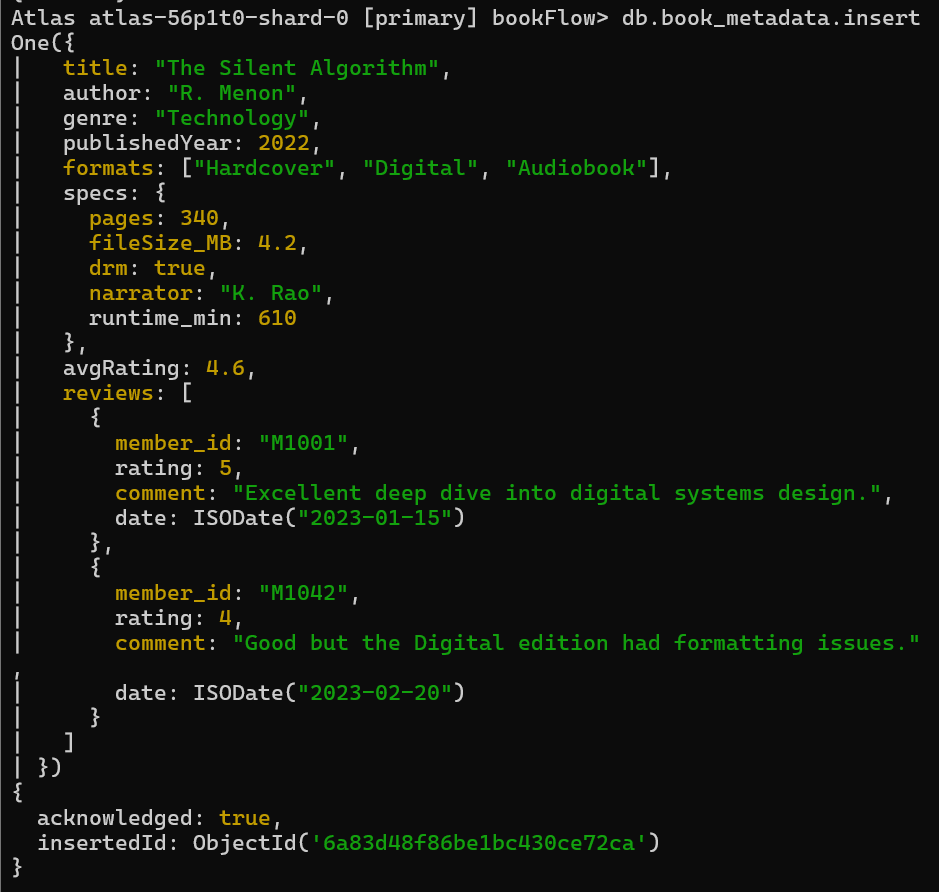 Atlas atlas-56p1t0-shard-0 [primary] bookFlow> db.book_metadata.insert
One({
|   title: "The Silent Algorithm",
|   author: "R. Menon",
|   genre: "Technology",
|   publishedYear: 2022,
|   formats: ["Hardcover", "Digital", "Audiobook"],
|   specs: {
|     pages: 340,
|     fileSize_MB: 4.2,
|     drm: true,
|     narrator: "K. Rao",
|     runtime_min: 610
|   },
|   avgRating: 4.6,
|   reviews: [
|     {
|       member_id: "M1001",
|       rating: 5,
|       comment: "Excellent deep dive into digital systems design.",
|       date: ISODate("2023-01-15")
|     },
|     {
|       member_id: "M1042",
|       rating: 4,
|       comment: "Good but the Digital edition had formatting issues."
,
|       date: ISODate("2023-02-20")
|     }
|   ]
| })
{
  acknowledged: true,
  insertedId: ObjectId('6a83d48f86be1bc430ce72ca')
}